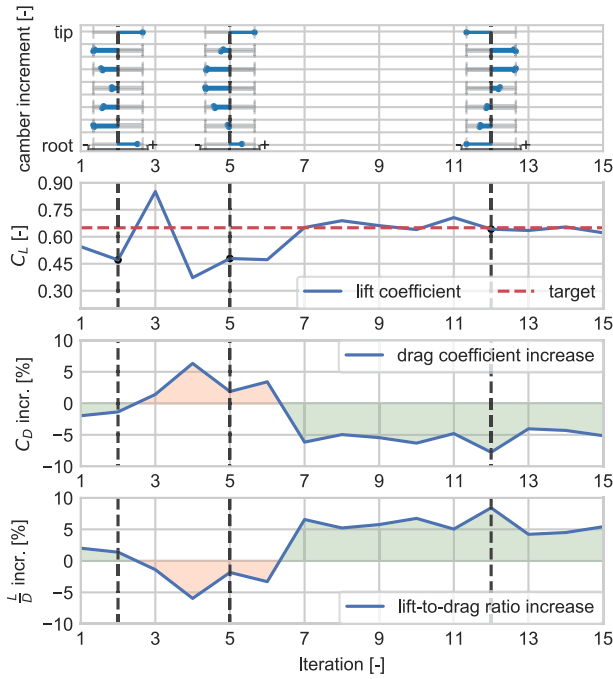 camber increment [-]
tip
root
- + - + - +
1 3 5 7 9 11 13 15
C_L [-]
0.90
0.75
0.60
0.45
0.30
lift coefficient target
1 3 5 7 9 11 13 15
C_D incr. [%]
10
5
0
−5
−10
drag coefficient increase
1 3 5 7 9 11 13 15
L/D incr. [%]
10
5
0
−5
−10
lift-to-drag ratio increase
1 3 5 7 9 11 13 15
Iteration [-]